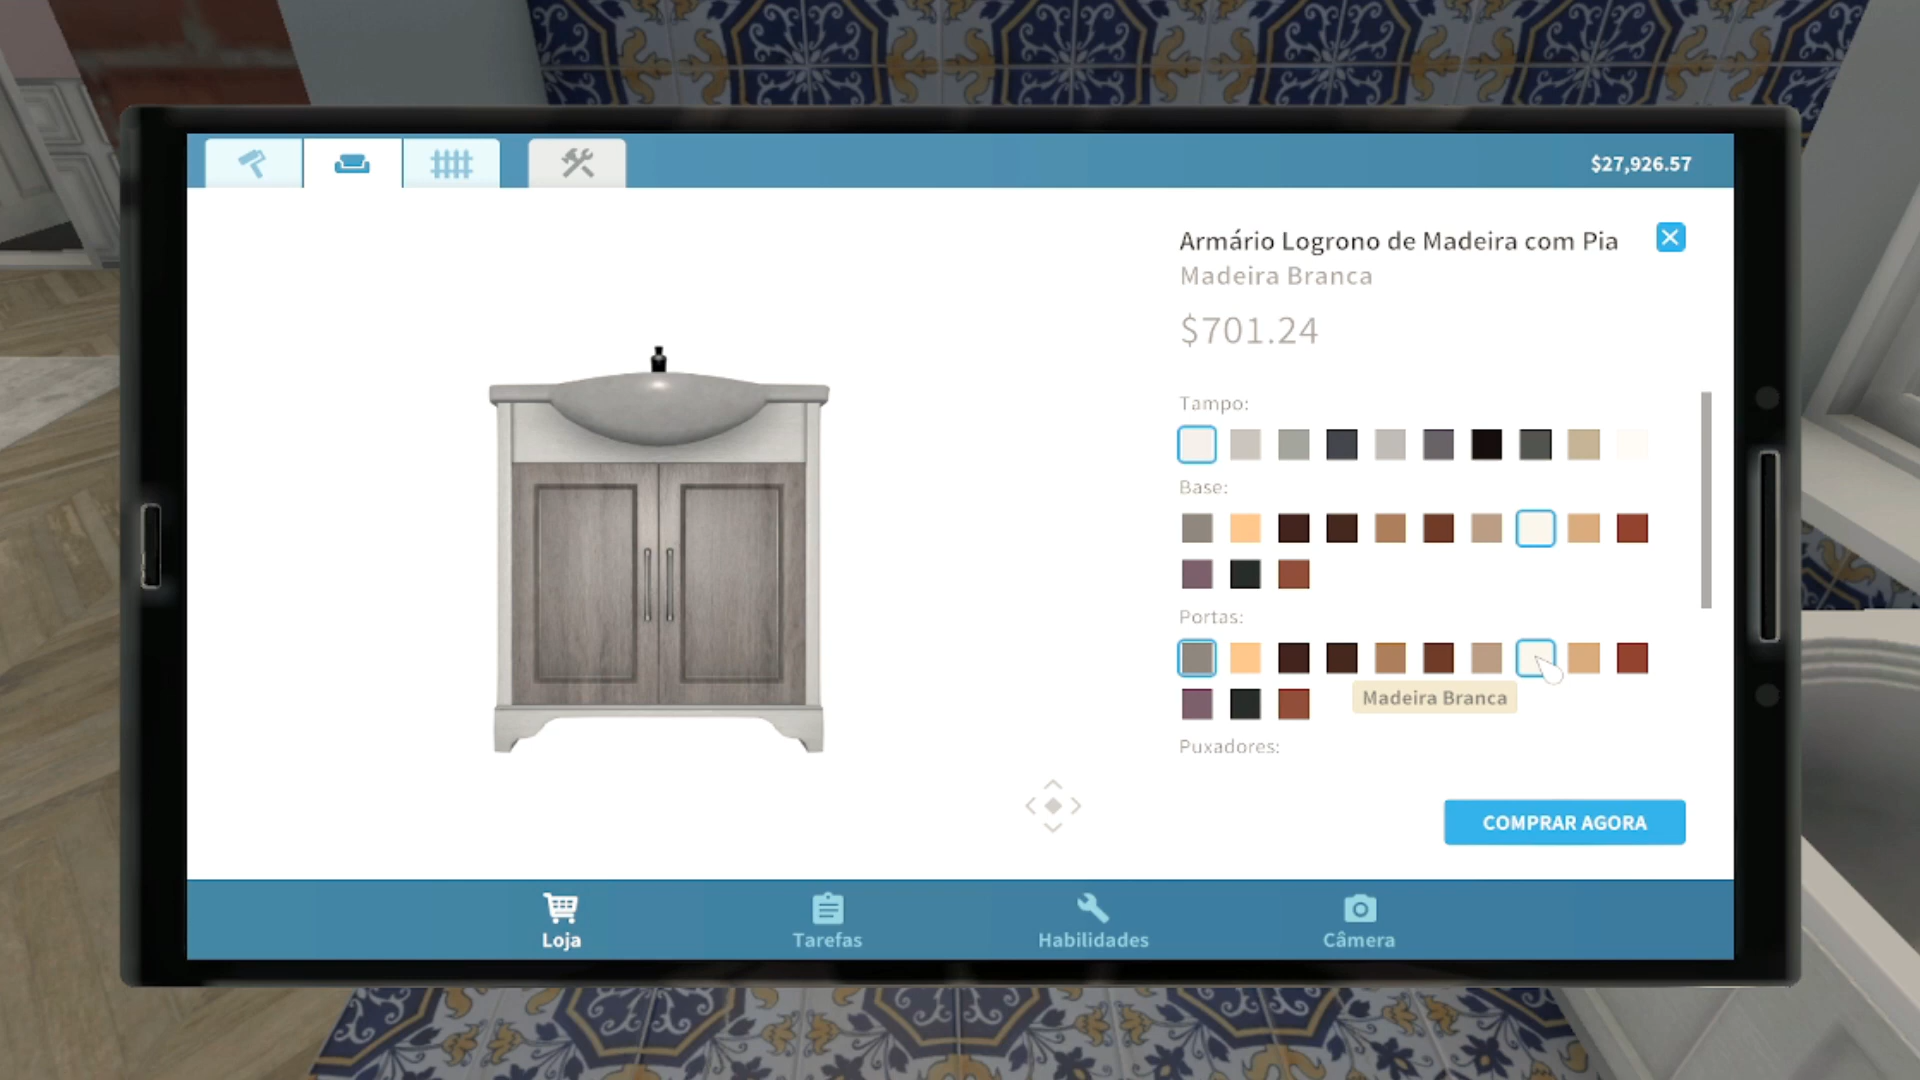 $27,926.57
Armário Logrono de Madeira com Pia
Madeira Branca
$701.24
Tampo:
Base:
Portas:
Madeira Branca
Puxadores:
COMPRAR AGORA
Loja
Tarefas
Habilidades
Câmera